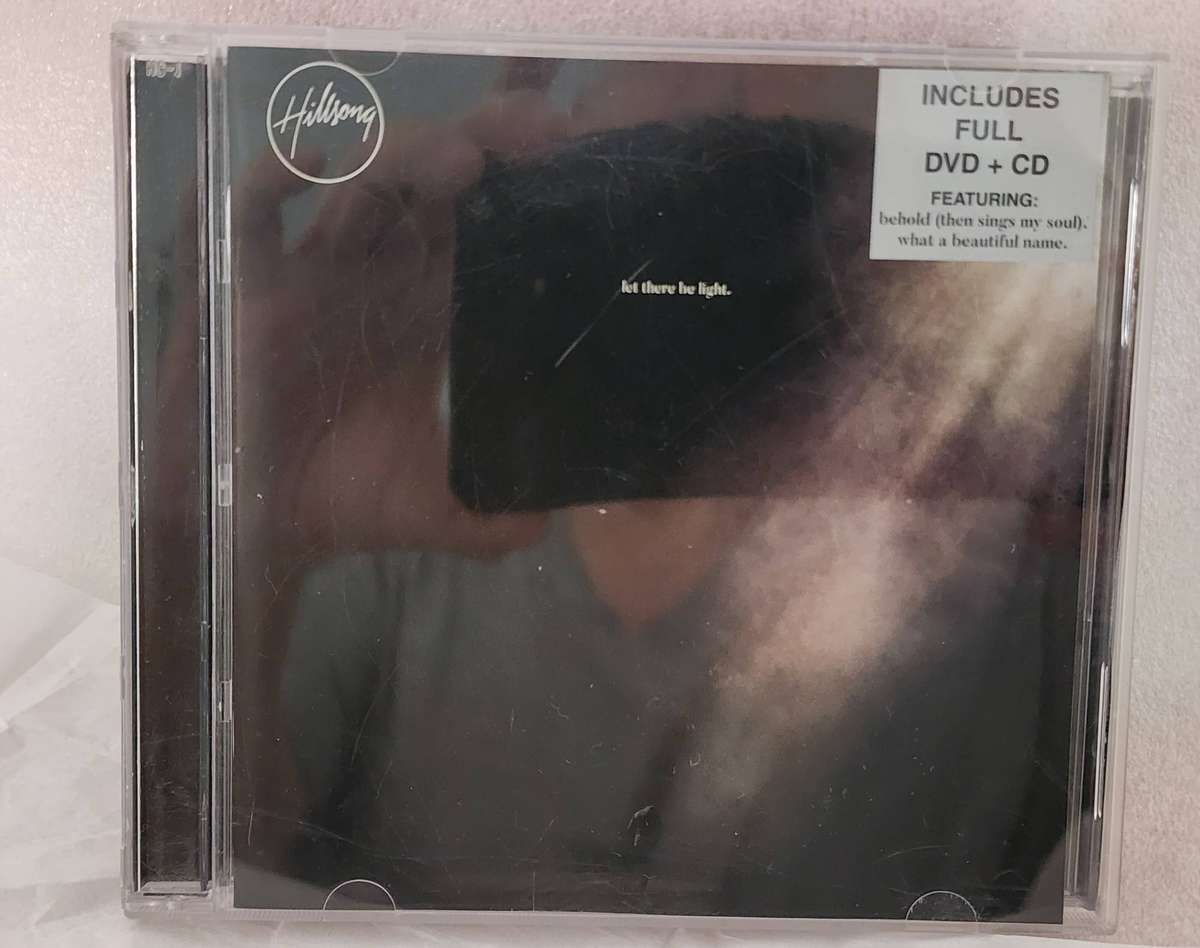 Hillsong
INCLUDES
FULL
DVD + CD
FEATURING:
behold (then sings my soul).
what a beautiful name.
let there be light.